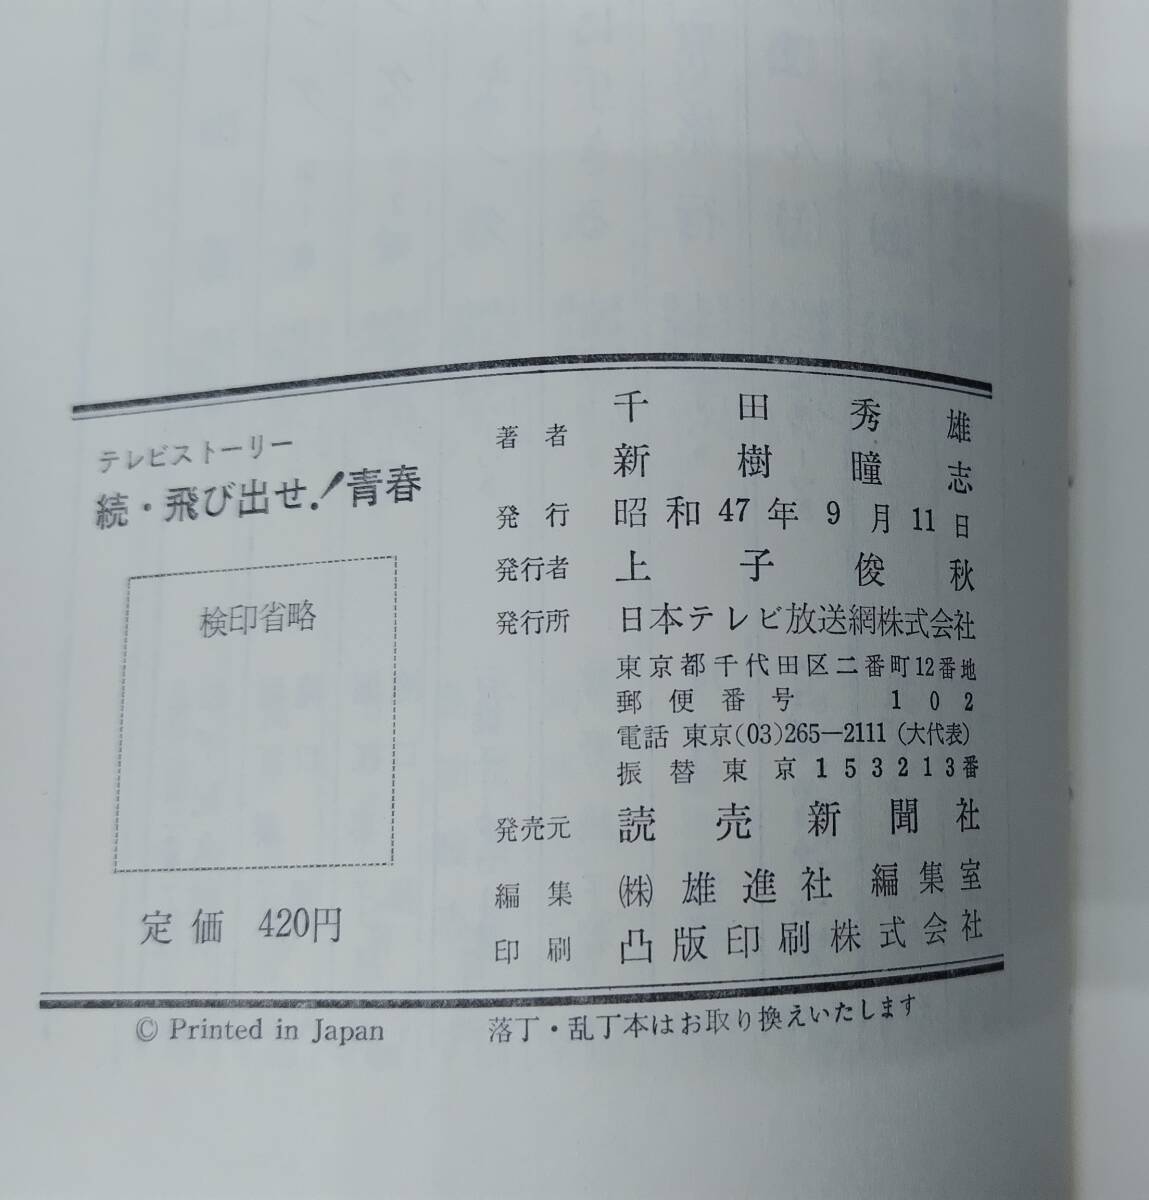 テレビストーリー
続・飛び出せ！青春
検印省略
定価 420円
著者 千田秀雄
新樹瞳志
発行 昭和47年9月11日
発行者 上子俊秋
発行所 日本テレビ放送網株式会社
東京都千代田区二番町12番地
郵便番号 102
電話 東京(03)265―2111(大代表)
振替東京153213番
発売元 読売新聞社
編集 (株)雄進社編集室
印刷 凸版印刷株式会社
© Printed in Japan
落丁・乱丁本はお取り換えいたします